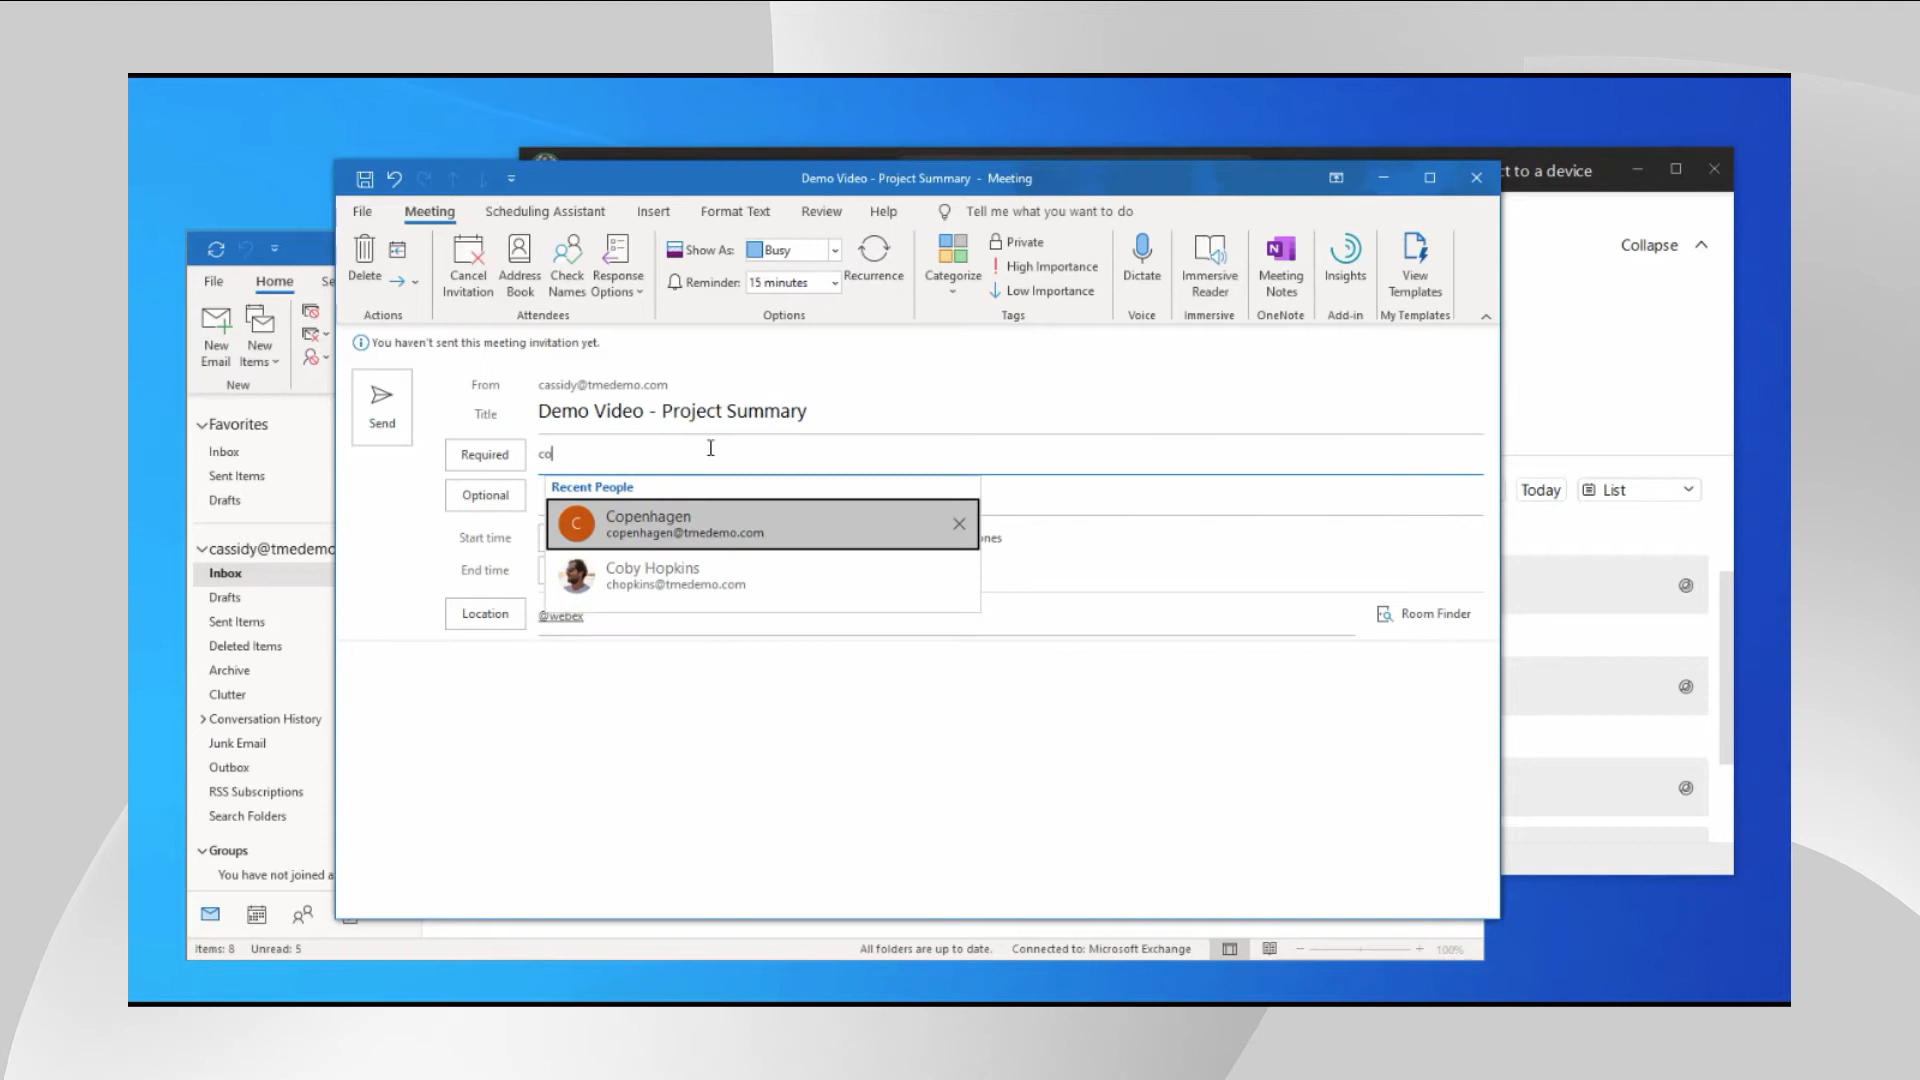 Demo Video - Project Summary - Meeting
ct to a device
File Meeting Scheduling Assistant Insert Format Text Review Help Tell me what you want to do
Delete
Cancel Invitation
Address Book
Check Names
Response Options
Show As: Busy
Reminder: 15 minutes
Recurrence
Categorize
Private
High Importance
Low Importance
Dictate
Immersive Reader
Meeting Notes
Insights
View Templates
Actions Attendees Options Tags Voice Immersive OneNote Add-in My Templates
Collapse
File Home Se
New Email
New Items
New
You haven't sent this meeting invitation yet.
Send
From cassidy@tmedemo.com
Title Demo Video - Project Summary
Required co
Recent People
Optional
C Copenhagen
copenhagen@tmedemo.com
Start time
ones
Coby Hopkins
chopkins@tmedemo.com
End time
Location @webex
Room Finder
Today List
Favorites
Inbox
Sent Items
Drafts
cassidy@tmedemo
Inbox
Drafts
Sent Items
Deleted Items
Archive
Clutter
Conversation History
Junk Email
Outbox
RSS Subscriptions
Search Folders
Groups
You have not joined a
Items: 8 Unread: 5
All folders are up to date. Connected to: Microsoft Exchange
100%